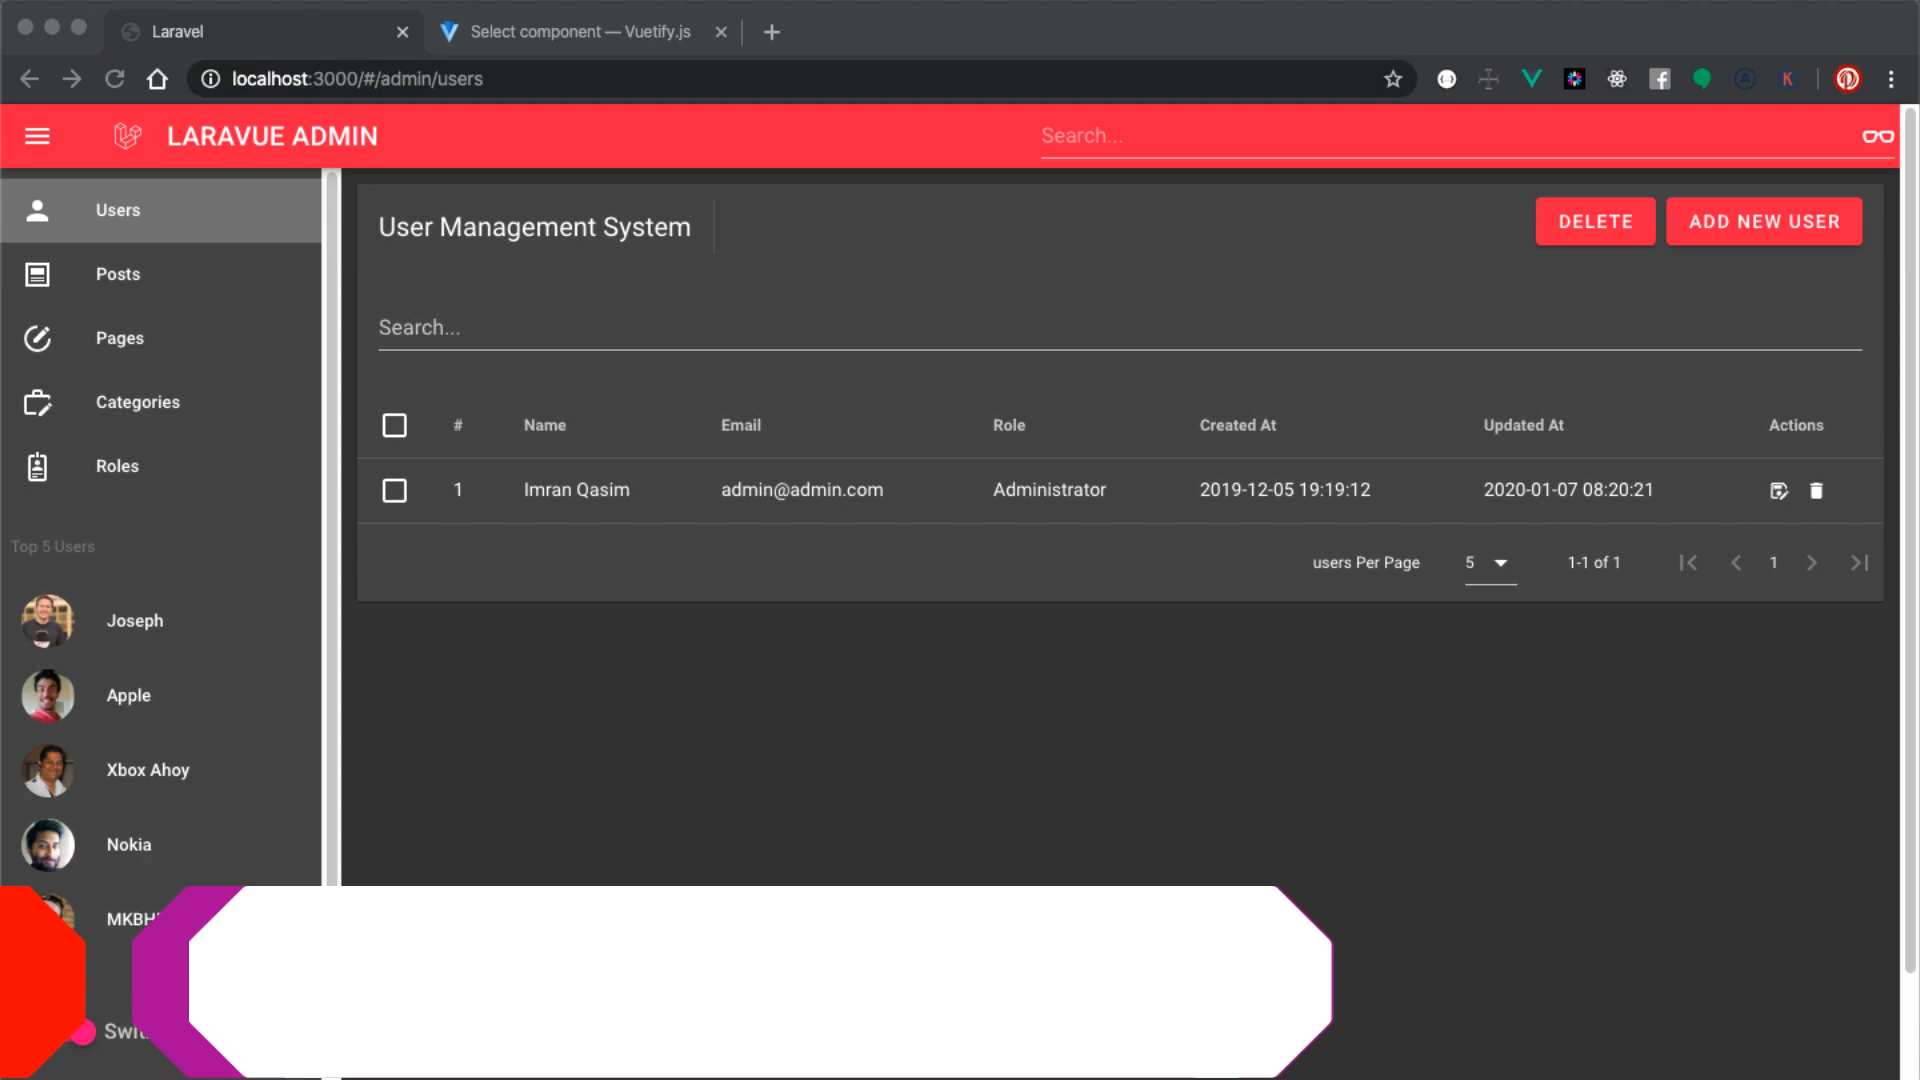 Laravel
Select component — Vuetify.js
localhost:3000/#/admin/users
LARAVUE ADMIN
Search...
Users
Posts
Pages
Categories
Roles
Top 5 Users
Joseph
Apple
Xbox Ahoy
Nokia
User Management System
DELETE
ADD NEW USER
Search...
# Name Email Role Created At Updated At Actions
1 Imran Qasim admin@admin.com Administrator 2019-12-05 19:19:12 2020-01-07 08:20:21
users Per Page 5 1-1 of 1 1